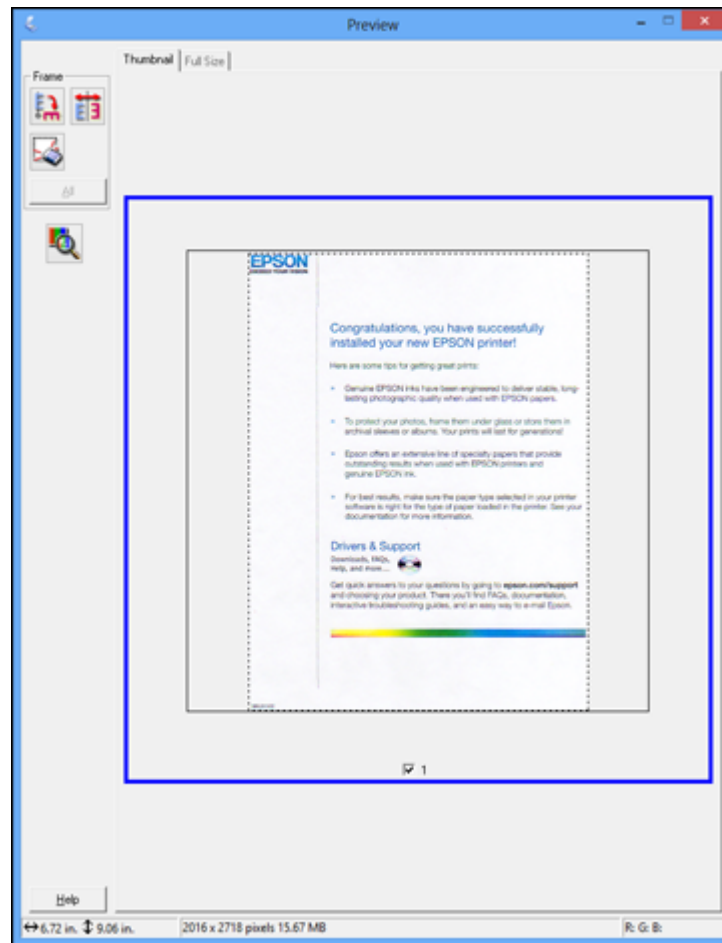 Preview
Thumbnail
Full Size
Frame
All
EPSON
EXCEED YOUR VISION
Congratulations, you have successfully
installed your new EPSON printer!
Here are some tips for getting great prints:
Genuine EPSON inks have been engineered to deliver stable, long-
lasting photographic quality when used with EPSON papers.
To protect your photos, frame them under glass or store them in
archival sleeves or albums. Your prints will last for generations!
Epson offers an extensive line of specialty papers that provide
outstanding results when used with EPSON printers and
genuine EPSON ink.
For best results, make sure the paper type selected in your printer
software is right for the type of paper loaded in the printer. See your
documentation for more information.
Drivers & Support
Downloads, FAQs,
Help, and more...
Get quick answers to your questions by going to epson.com/support
and choosing your product. There you'll find FAQs, documentation,
interactive troubleshooting guides, and an easy way to e-mail Epson.
1
Help
6.72 in. 9.06 in.
2016 x 2718 pixels 15.67 MB
R: G: B: